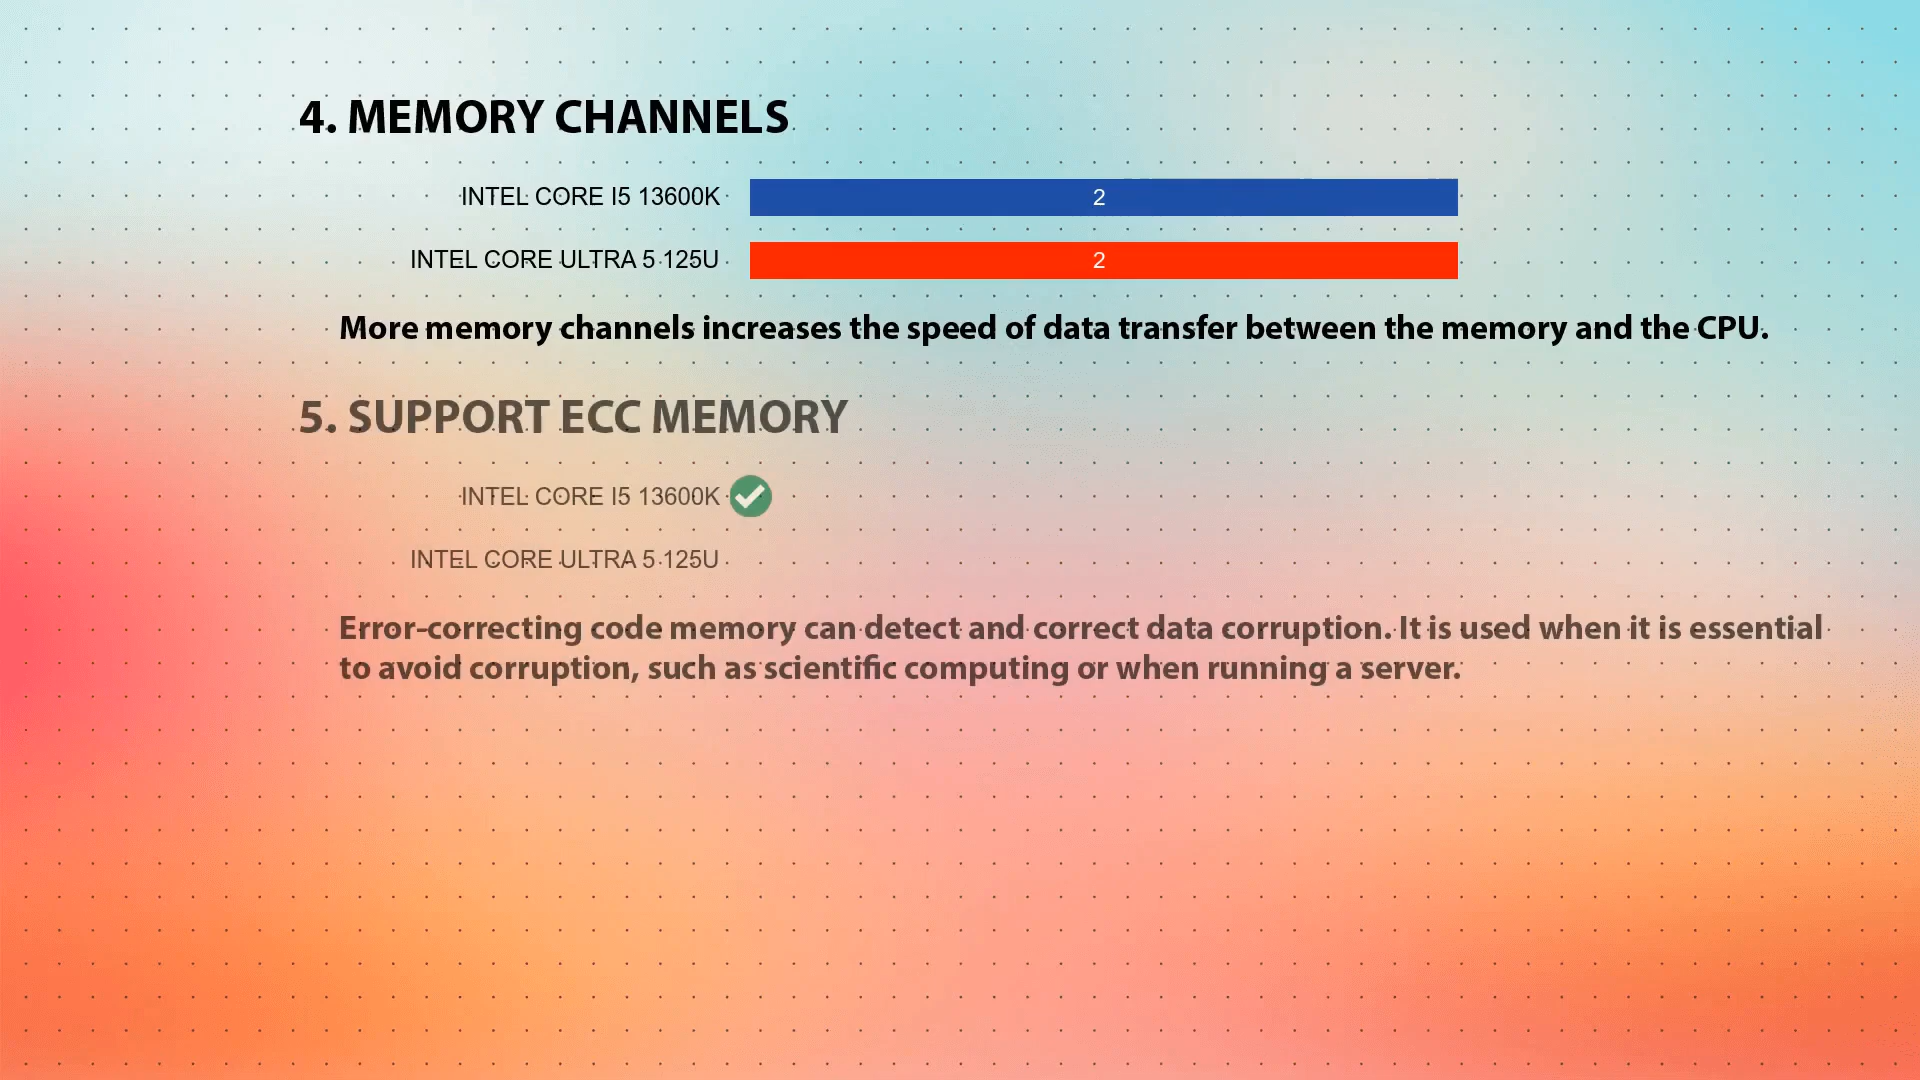 4. MEMORY CHANNELS
INTEL CORE I5 13600K
2
INTEL CORE ULTRA 5 125U
2
More memory channels increases the speed of data transfer between the memory and the CPU.
5. SUPPORT ECC MEMORY
INTEL CORE I5 13600K
INTEL CORE ULTRA 5 125U
Error-correcting code memory can detect and correct data corruption. It is used when it is essential
to avoid corruption, such as scientific computing or when running a server.